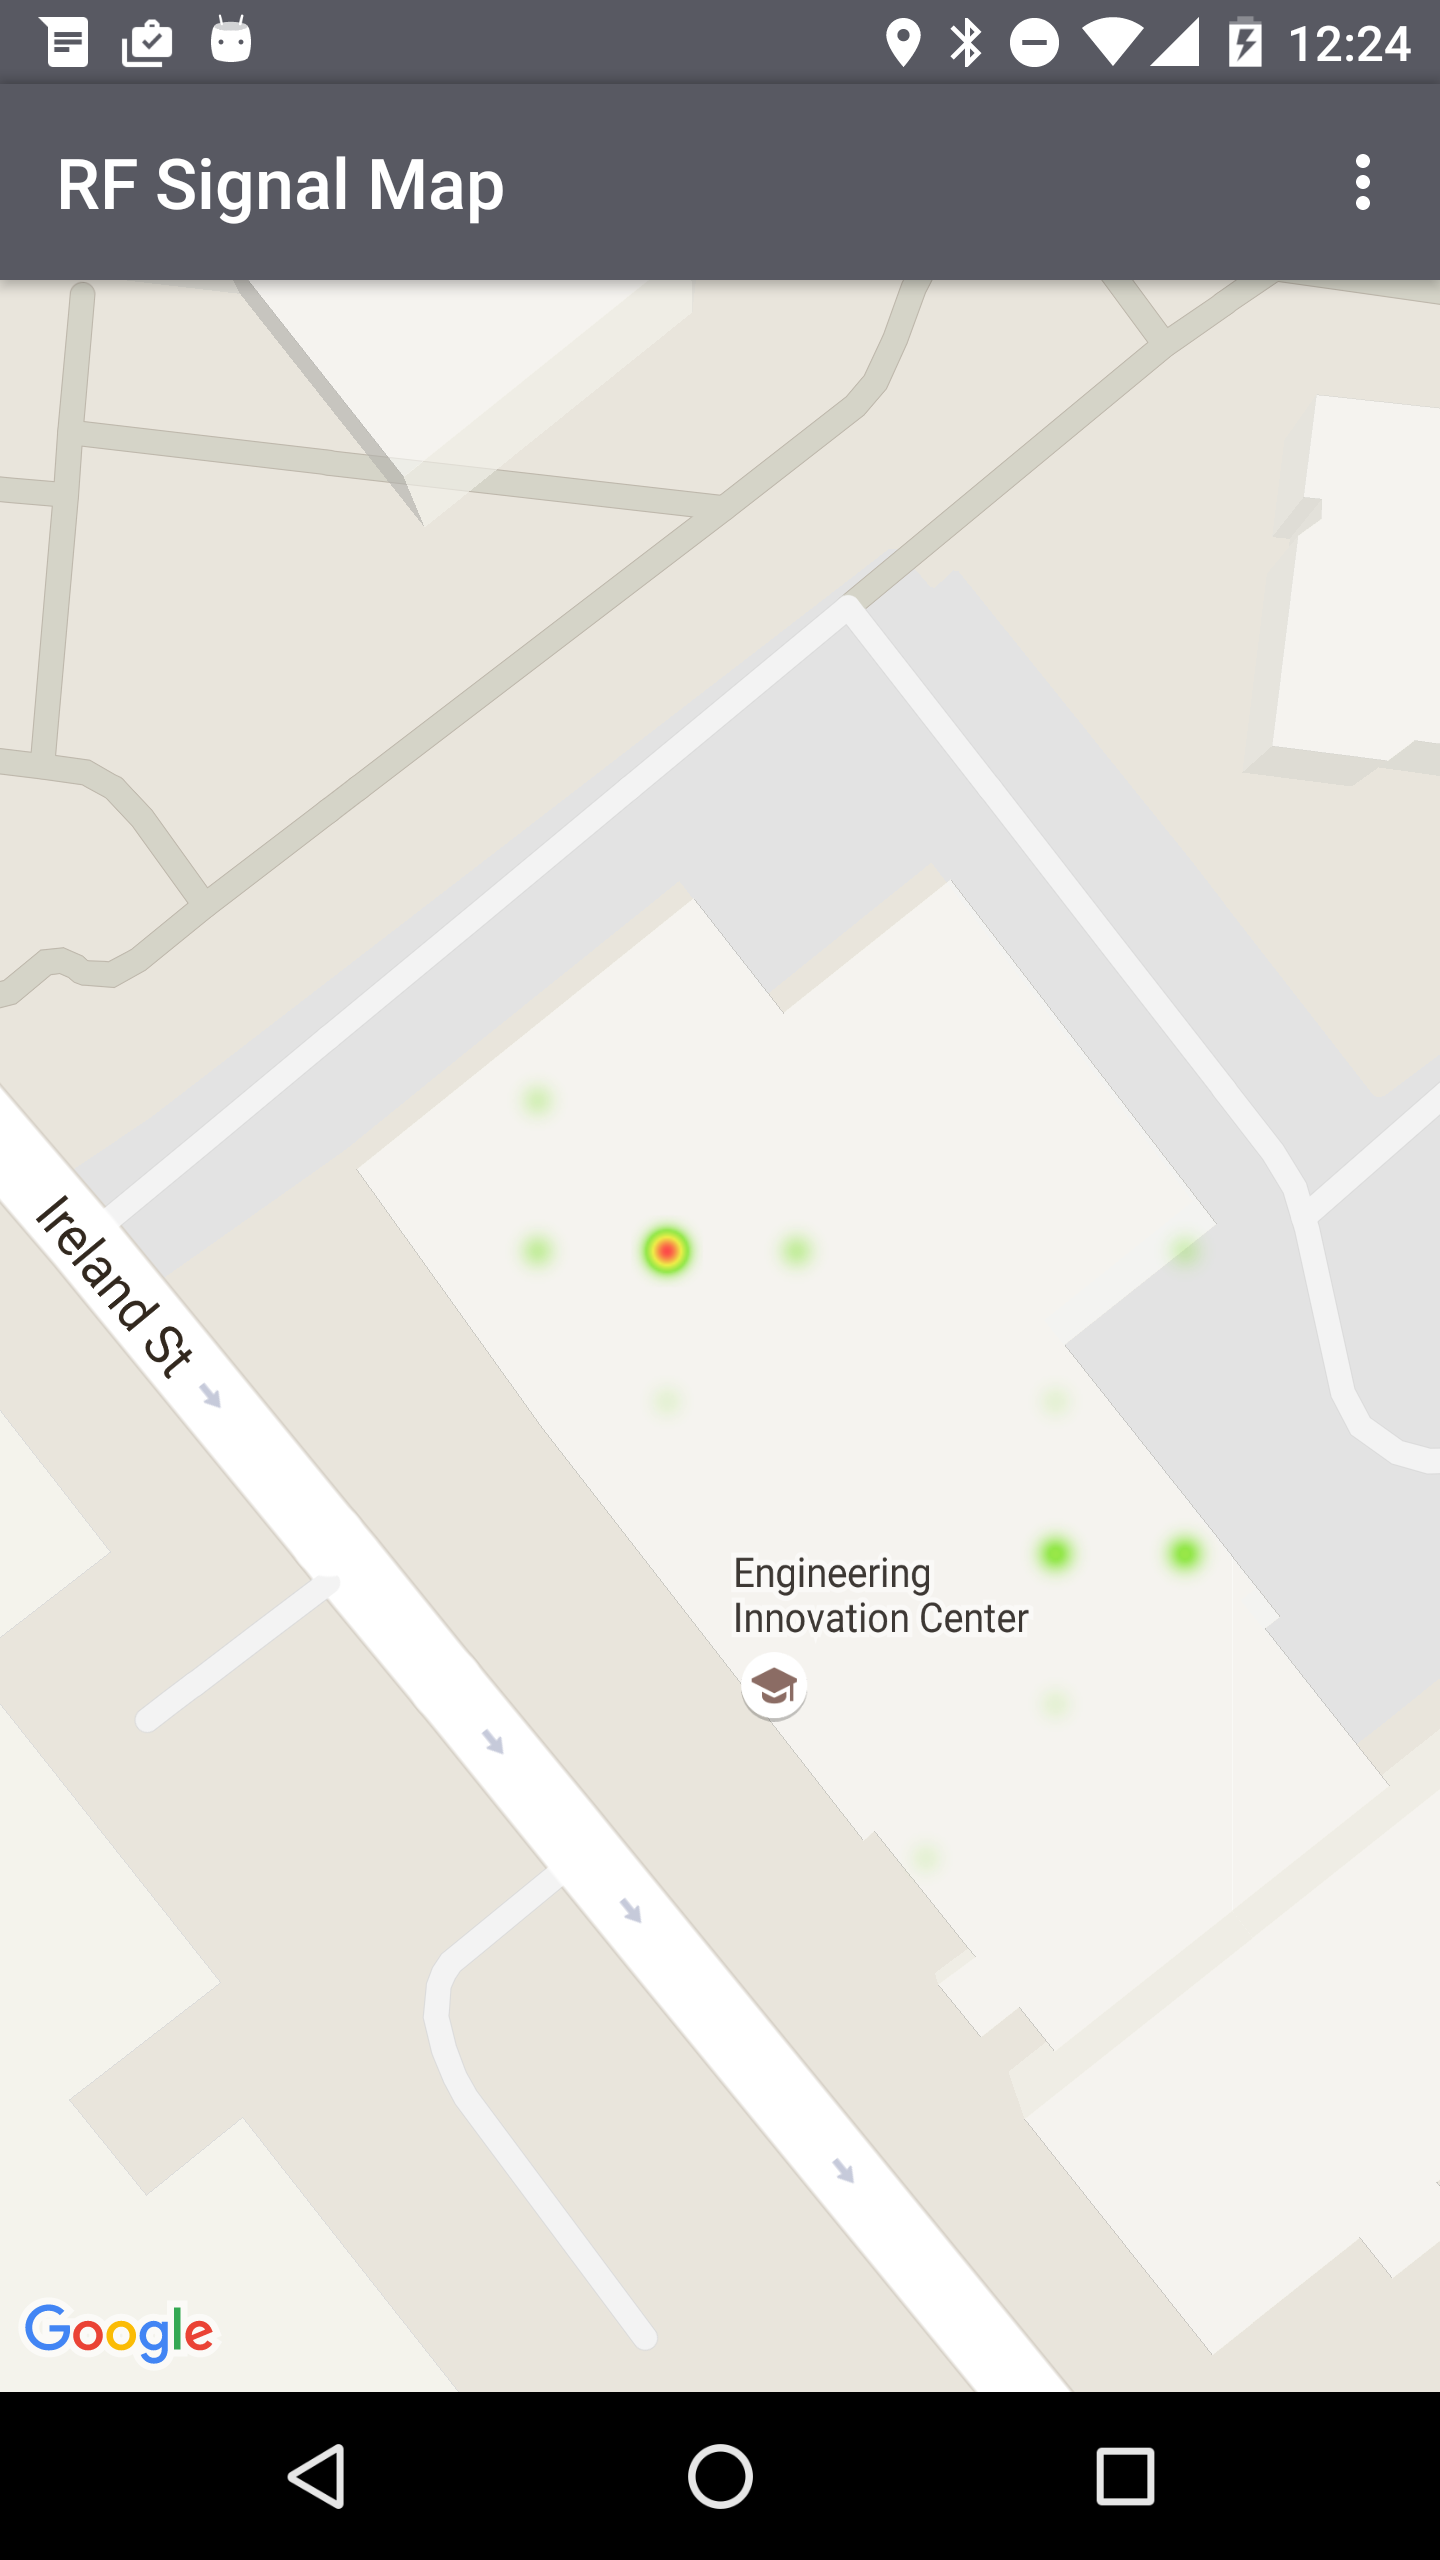 12:24
RF Signal Map
Ireland St
Engineering
Innovation Center
Google